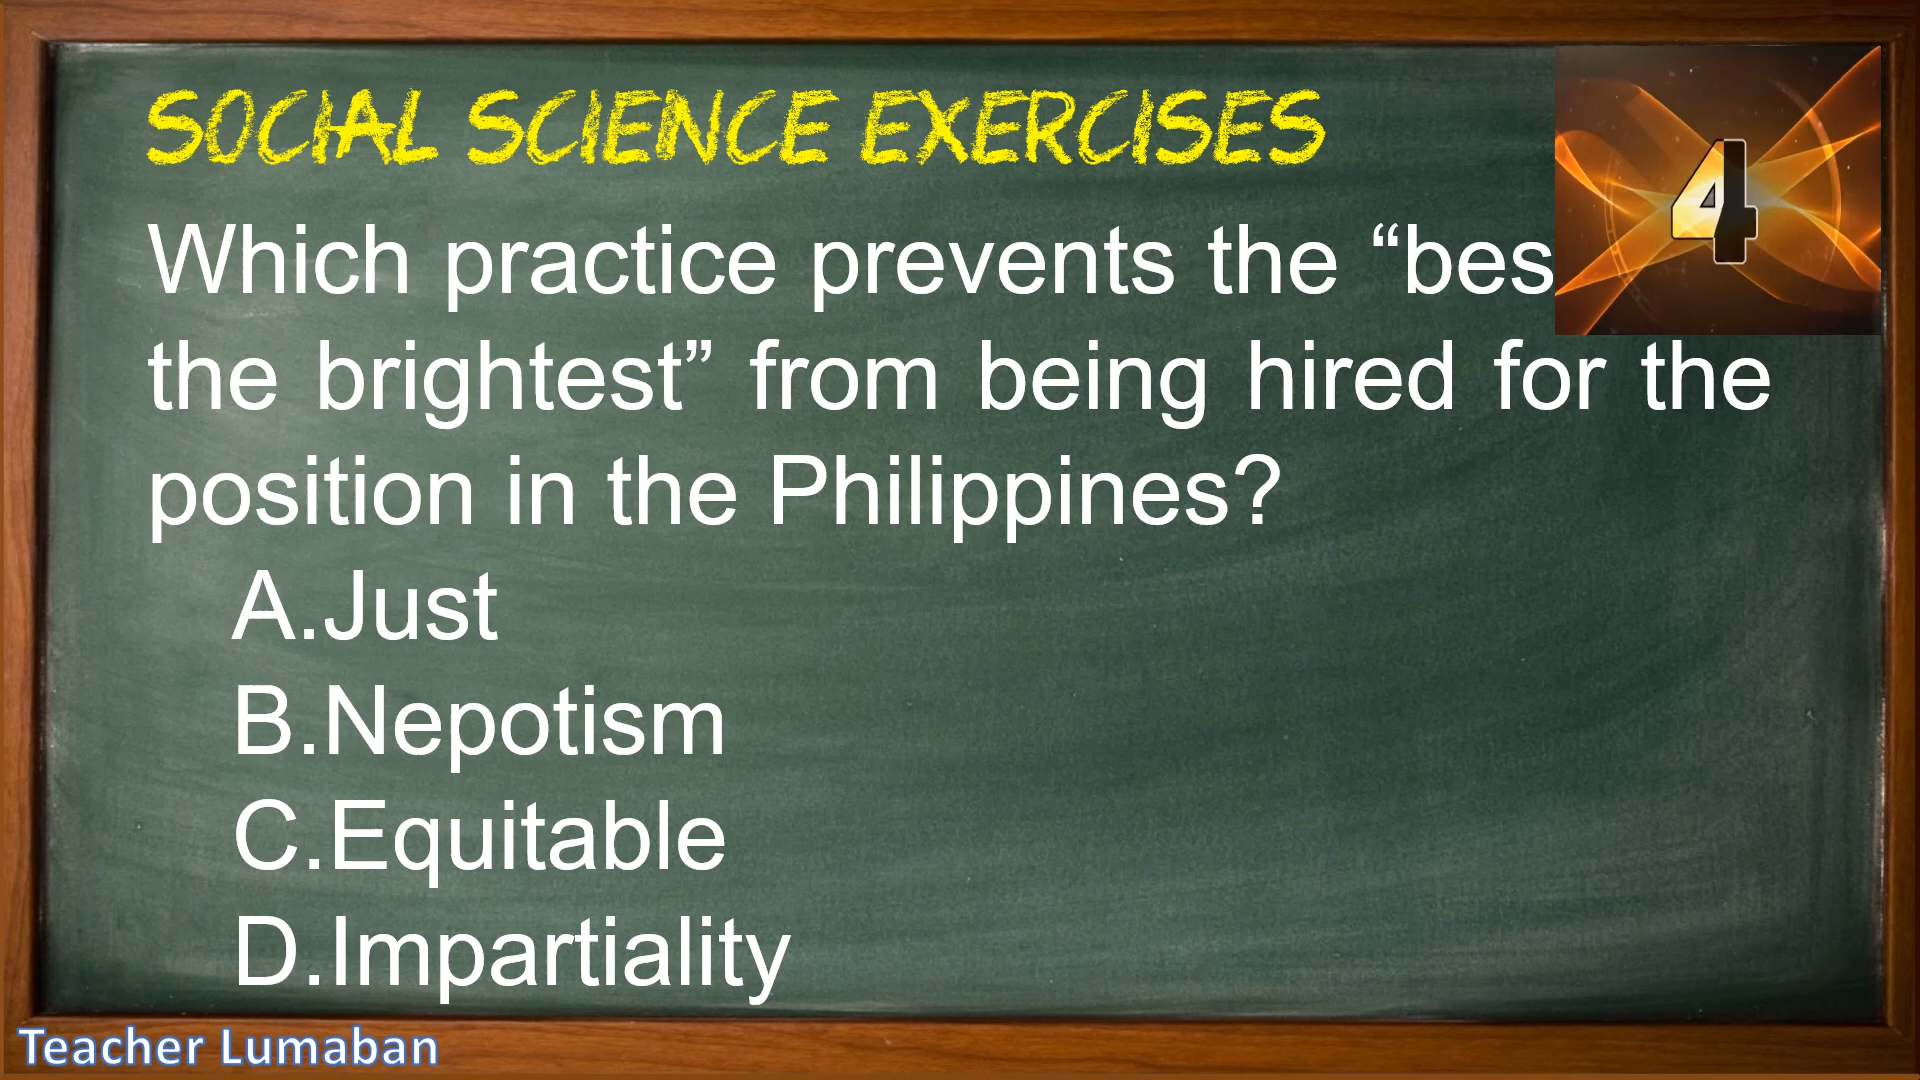 SOCIAL SCIENCE EXERCISES
4
Which practice prevents the “bes
the brightest” from being hired for the
position in the Philippines?
A.Just
B.Nepotism
C.Equitable
D.Impartiality
Teacher Lumaban